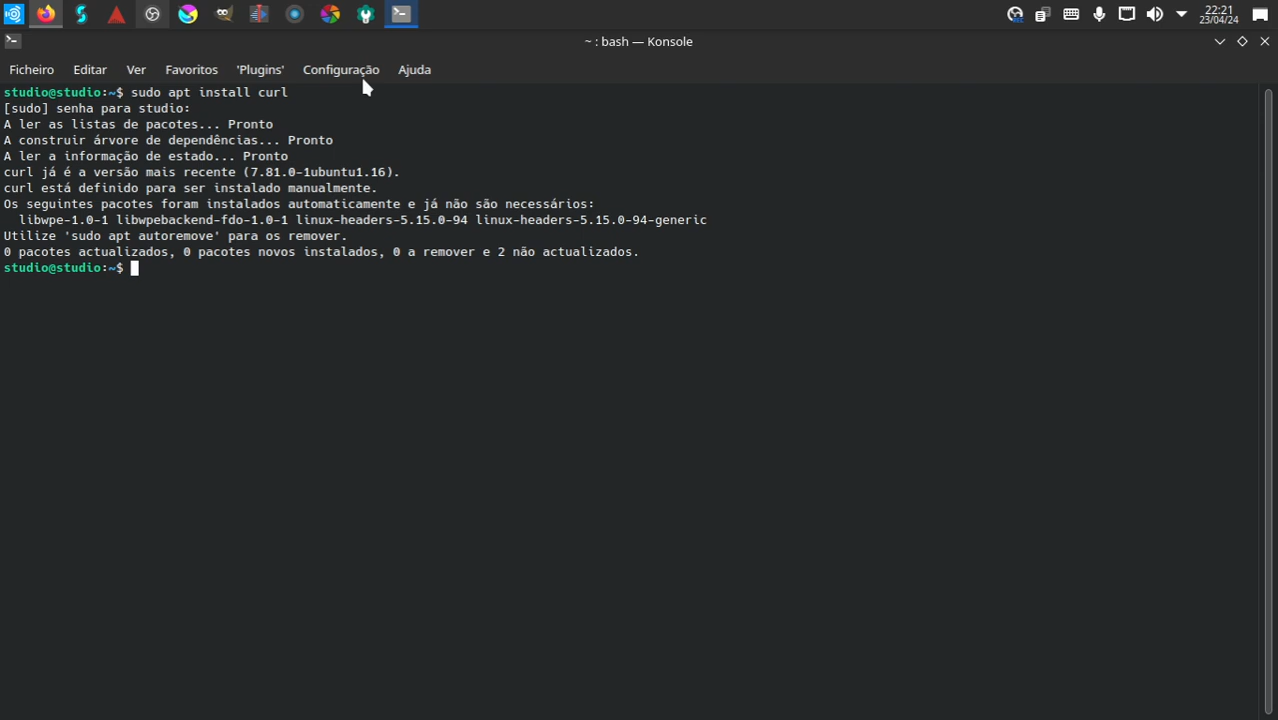 22:21
23/04/24
~ : bash — Konsole
Ficheiro Editar Ver Favoritos 'Plugins' Configuração Ajuda
studio@studio:~$ sudo apt install curl
[sudo] senha para studio:
A ler as listas de pacotes... Pronto
A construir árvore de dependências... Pronto
A ler a informação de estado... Pronto
curl já é a versão mais recente (7.81.0-1ubuntu1.16).
curl está definido para ser instalado manualmente.
Os seguintes pacotes foram instalados automaticamente e já não são necessários:
  libwpe-1.0-1 libwpebackend-fdo-1.0-1 linux-headers-5.15.0-94 linux-headers-5.15.0-94-generic
Utilize 'sudo apt autoremove' para os remover.
0 pacotes actualizados, 0 pacotes novos instalados, 0 a remover e 2 não actualizados.
studio@studio:~$